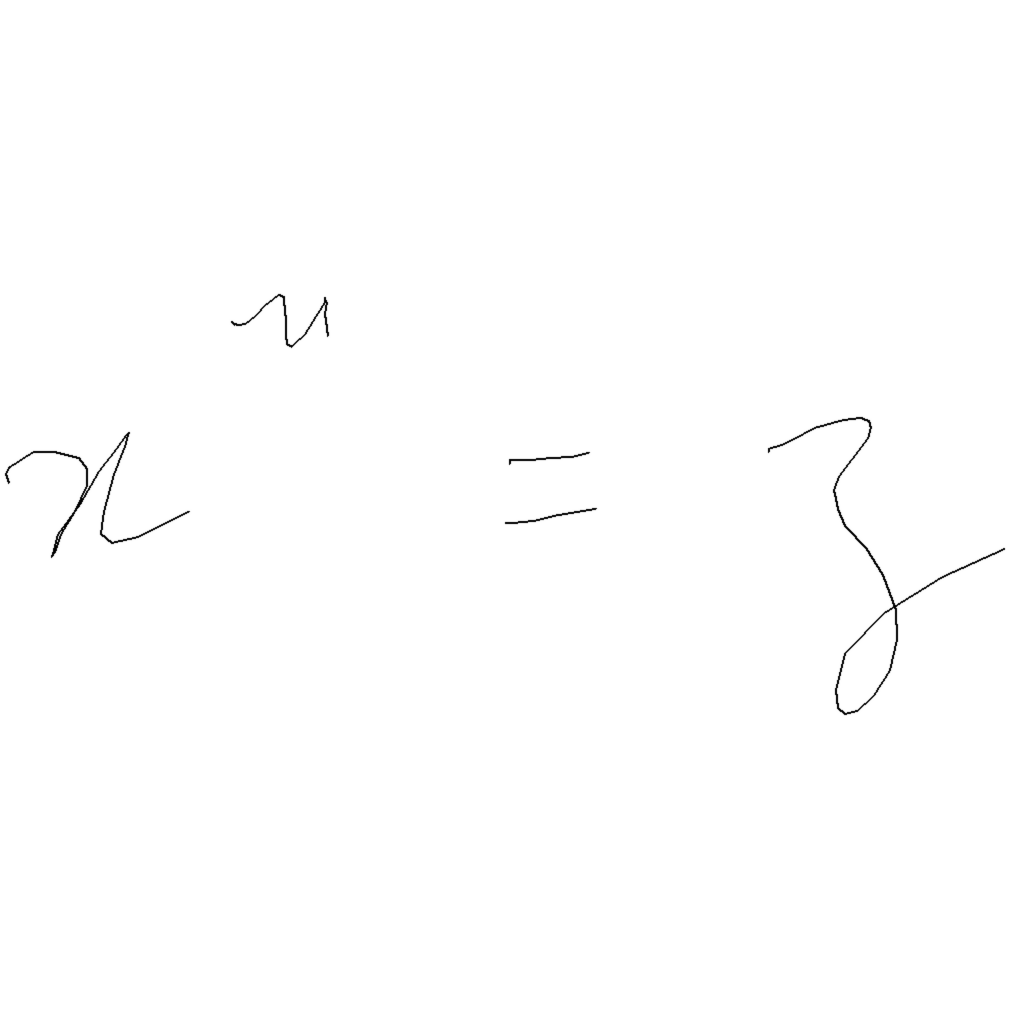 x^u = z